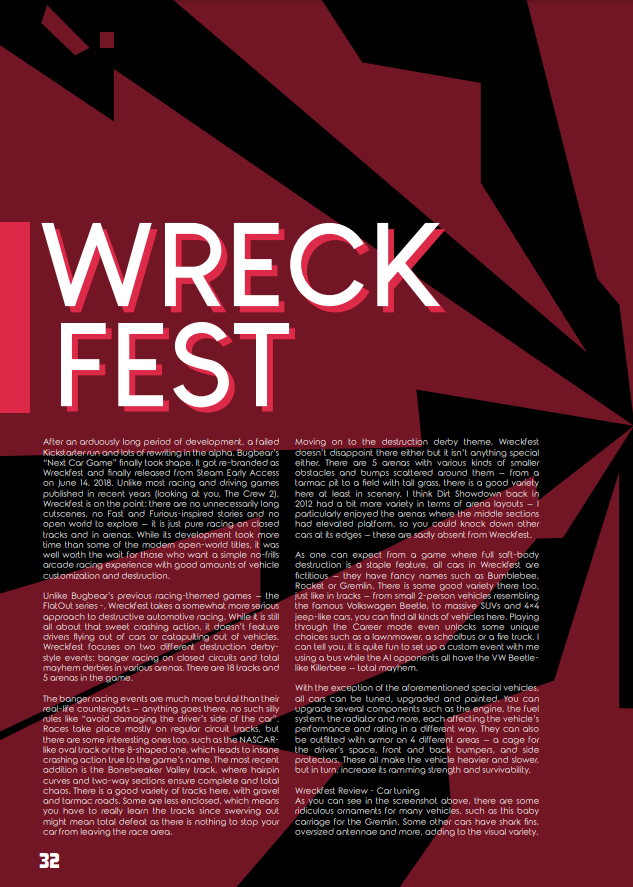 WRECK
FEST
After an arduously long period of development, a failed
Kickstarter run and lots of rewriting in the alpha, Bugbear's
"Next Car Game" finally took shape. It got re-branded as
Wreckfest and finally released from Steam Early Access
on June 14, 2018. Unlike most racing and driving games
published in recent years (looking at you, The Crew 2),
Wreckfest is on the point: there are no unnecessarily long
cutscenes, no Fast and Furious-inspired stories and no
open world to explore – it is just pure racing on closed
tracks and in arenas. While its development took more
time than some of the modern open-world titles, it was
well worth the wait for those who want a simple no-frills
arcade racing experience with good amounts of vehicle
customization and destruction.
Unlike Bugbear's previous racing-themed games – the
FlatOut series -, Wreckfest takes a somewhat more serious
approach to destructive automotive racing. While it is still
all about that sweet crashing action, it doesn't feature
drivers flying out of cars or catapulting out of vehicles.
Wreckfest focuses on two different destruction derby-
style events: banger racing on closed circuits and total
mayhem derbies in various arenas. There are 18 tracks and
5 arenas in the game.
The banger racing events are much more brutal than their
real-life counterparts – anything goes there, no such silly
rules like "avoid damaging the driver's side of the car".
Races take place mostly on regular circuit tracks, but
there are some interesting ones too, such as the NASCAR-
like oval track or the 8-shaped one, which leads to insane
crashing action true to the game's name. The most recent
addition is the Bonebreaker Valley track, where hairpin
curves and two-way sections ensure complete and total
chaos. There is a good variety of tracks here, with gravel
and tarmac roads. Some are less enclosed, which means
you have to really learn the tracks since swerving out
might mean total defeat as there is nothing to stop your
car from leaving the race area.
Moving on to the destruction derby theme, Wreckfest
doesn't disappoint there either but it isn't anything special
either. There are 5 arenas with various kinds of smaller
obstacles and bumps scattered around them – from a
tarmac pit to a field with tall grass, there is a good variety
here at least in scenery. I think Dirt Showdown back in
2012 had a bit more variety in terms of arena layouts – I
particularly enjoyed the arenas where the middle sections
had elevated platform, so you could knock down other
cars at its edges – these are sadly absent from Wreckfest.
As one can expect from a game where full soft-body
destruction is a staple feature, all cars in Wreckfest are
fictitious – they have fancy names such as Bumblebee,
Rocket or Gremlin. There is some good variety there too,
just like in tracks – from small 2-person vehicles resembling
the famous Volkswagen Beetle, to massive SUVs and 4×4
jeep-like cars, you can find all kinds of vehicles here. Playing
through the Career mode even unlocks some unique
choices such as a lawnmower, a schoolbus or a fire truck. I
can tell you, it is quite fun to set up a custom event with me
using a bus while the AI opponents all have the VW Beetle-
like Killerbee – total mayhem.
With the exception of the aforementioned special vehicles,
all cars can be tuned, upgraded and painted. You can
upgrade several components such as the engine, the fuel
system, the radiator and more, each affecting the vehicle's
performance and rating in a different way. They can also
be outfitted with armor on 4 different areas – a cage for
the driver's space, front and back bumpers, and side
protectors. These all make the vehicle heavier and slower,
but in turn, increase its ramming strength and survivability.
Wreckfest Review - Car tuning
As you can see in the screenshot above, there are some
ridiculous ornaments for many vehicles, such as this baby
carriage for the Gremlin. Some other cars have shark fins,
oversized antennae and more, adding to the visual variety.
32